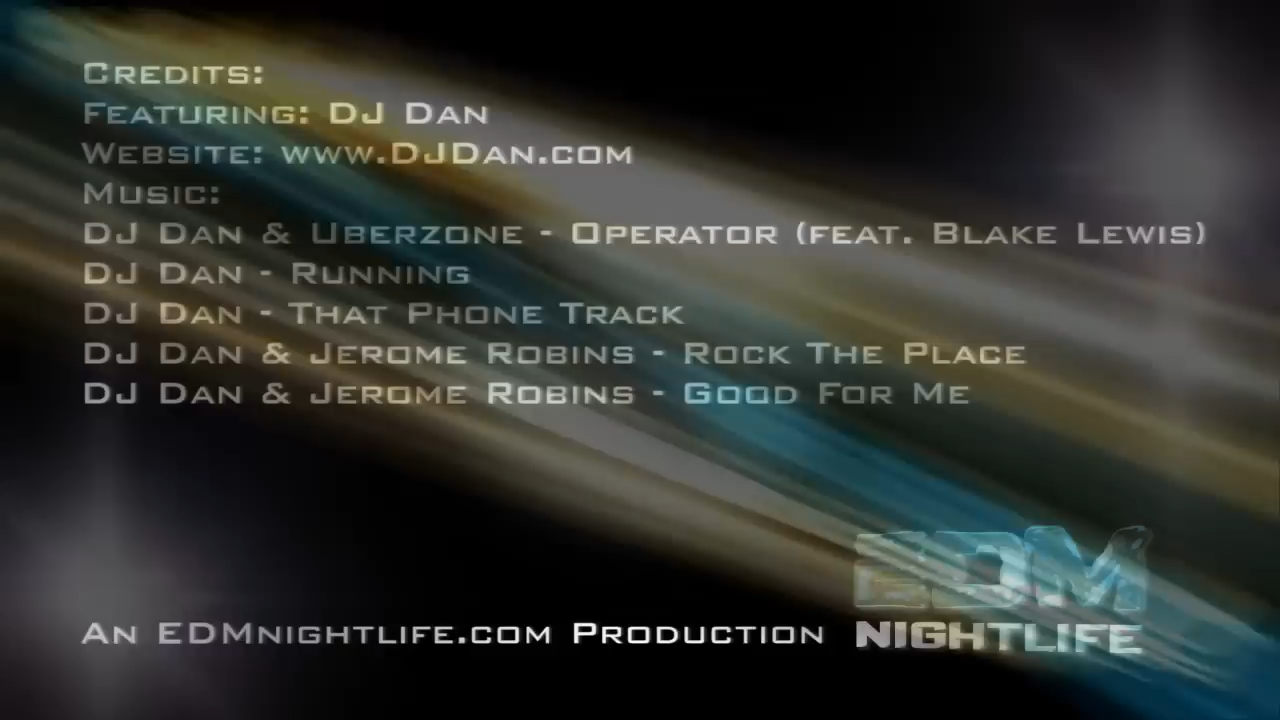 Credits:
Featuring: DJ Dan
Website: www.DJDan.com
Music:
DJ Dan & Uberzone - Operator (feat. Blake Lewis)
DJ Dan - Running
DJ Dan - That Phone Track
DJ Dan & Jerome Robins - Rock The Place
DJ Dan & Jerome Robins - Good For Me
EDM
An EDMnightlife.com Production NIGHTLIFE